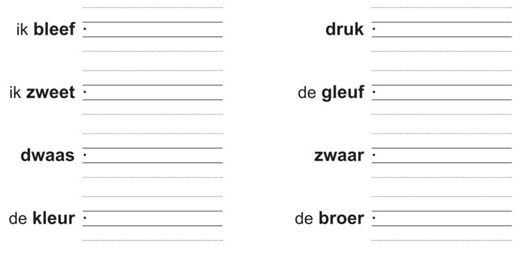 ik bleef
ik zweet
dwaas
de kleur
druk
de gleuf
zwaar
de broer